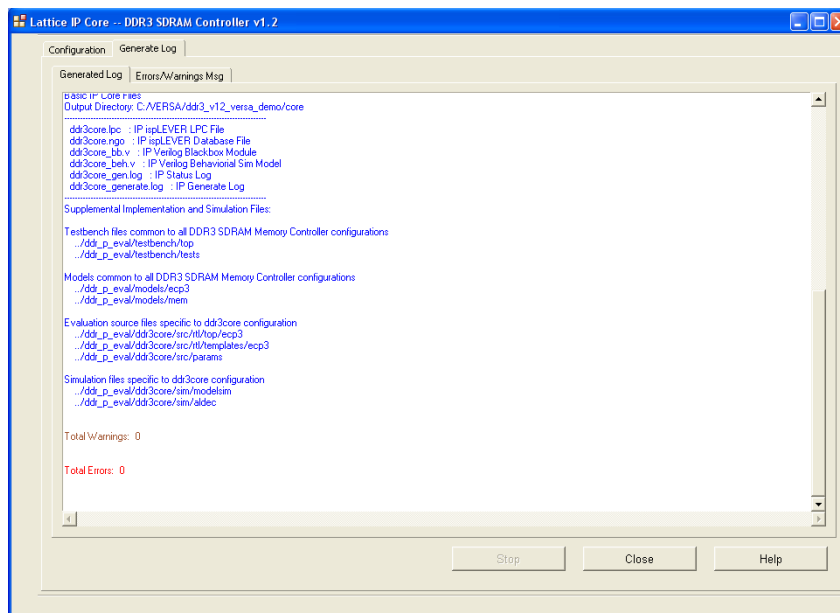 Lattice IP Core -- DDR3 SDRAM Controller v1.2
Configuration
Generate Log
Generated Log
Errors/Warnings Msg
Basic IP Core Files
Output Directory: C:/VERSA/ddr3_v12_versa_demo/core
------------------------------------------------------------------------
ddr3core.lpc : IP ispLEVER LPC File
ddr3core.ngo : IP ispLEVER Database File
ddr3core_bb.v : IP Verilog Blackbox Module
ddr3core_beh.v : IP Verilog Behaviorial Sim Model
ddr3core_gen.log : IP Status Log
ddr3core_generate.log : IP Generate Log
------------------------------------------------------------------------
Supplemental Implementation and Simulation Files:
Testbench files common to all DDR3 SDRAM Memory Controller configurations
../ddr_p_eval/testbench/top
../ddr_p_eval/testbench/tests
Models common to all DDR3 SDRAM Memory Controller configurations
../ddr_p_eval/models/ecp3
../ddr_p_eval/models/mem
Evaluation source files specific to ddr3core configuration
../ddr_p_eval/ddr3core/src/rtl/top/ecp3
../ddr_p_eval/ddr3core/src/rtl/templates/ecp3
../ddr_p_eval/ddr3core/src/params
Simulation files specific to ddr3core configuration
../ddr_p_eval/ddr3core/sim/modelsim
../ddr_p_eval/ddr3core/sim/aldec
Total Warnings: 0
Total Errors: 0
Stop
Close
Help